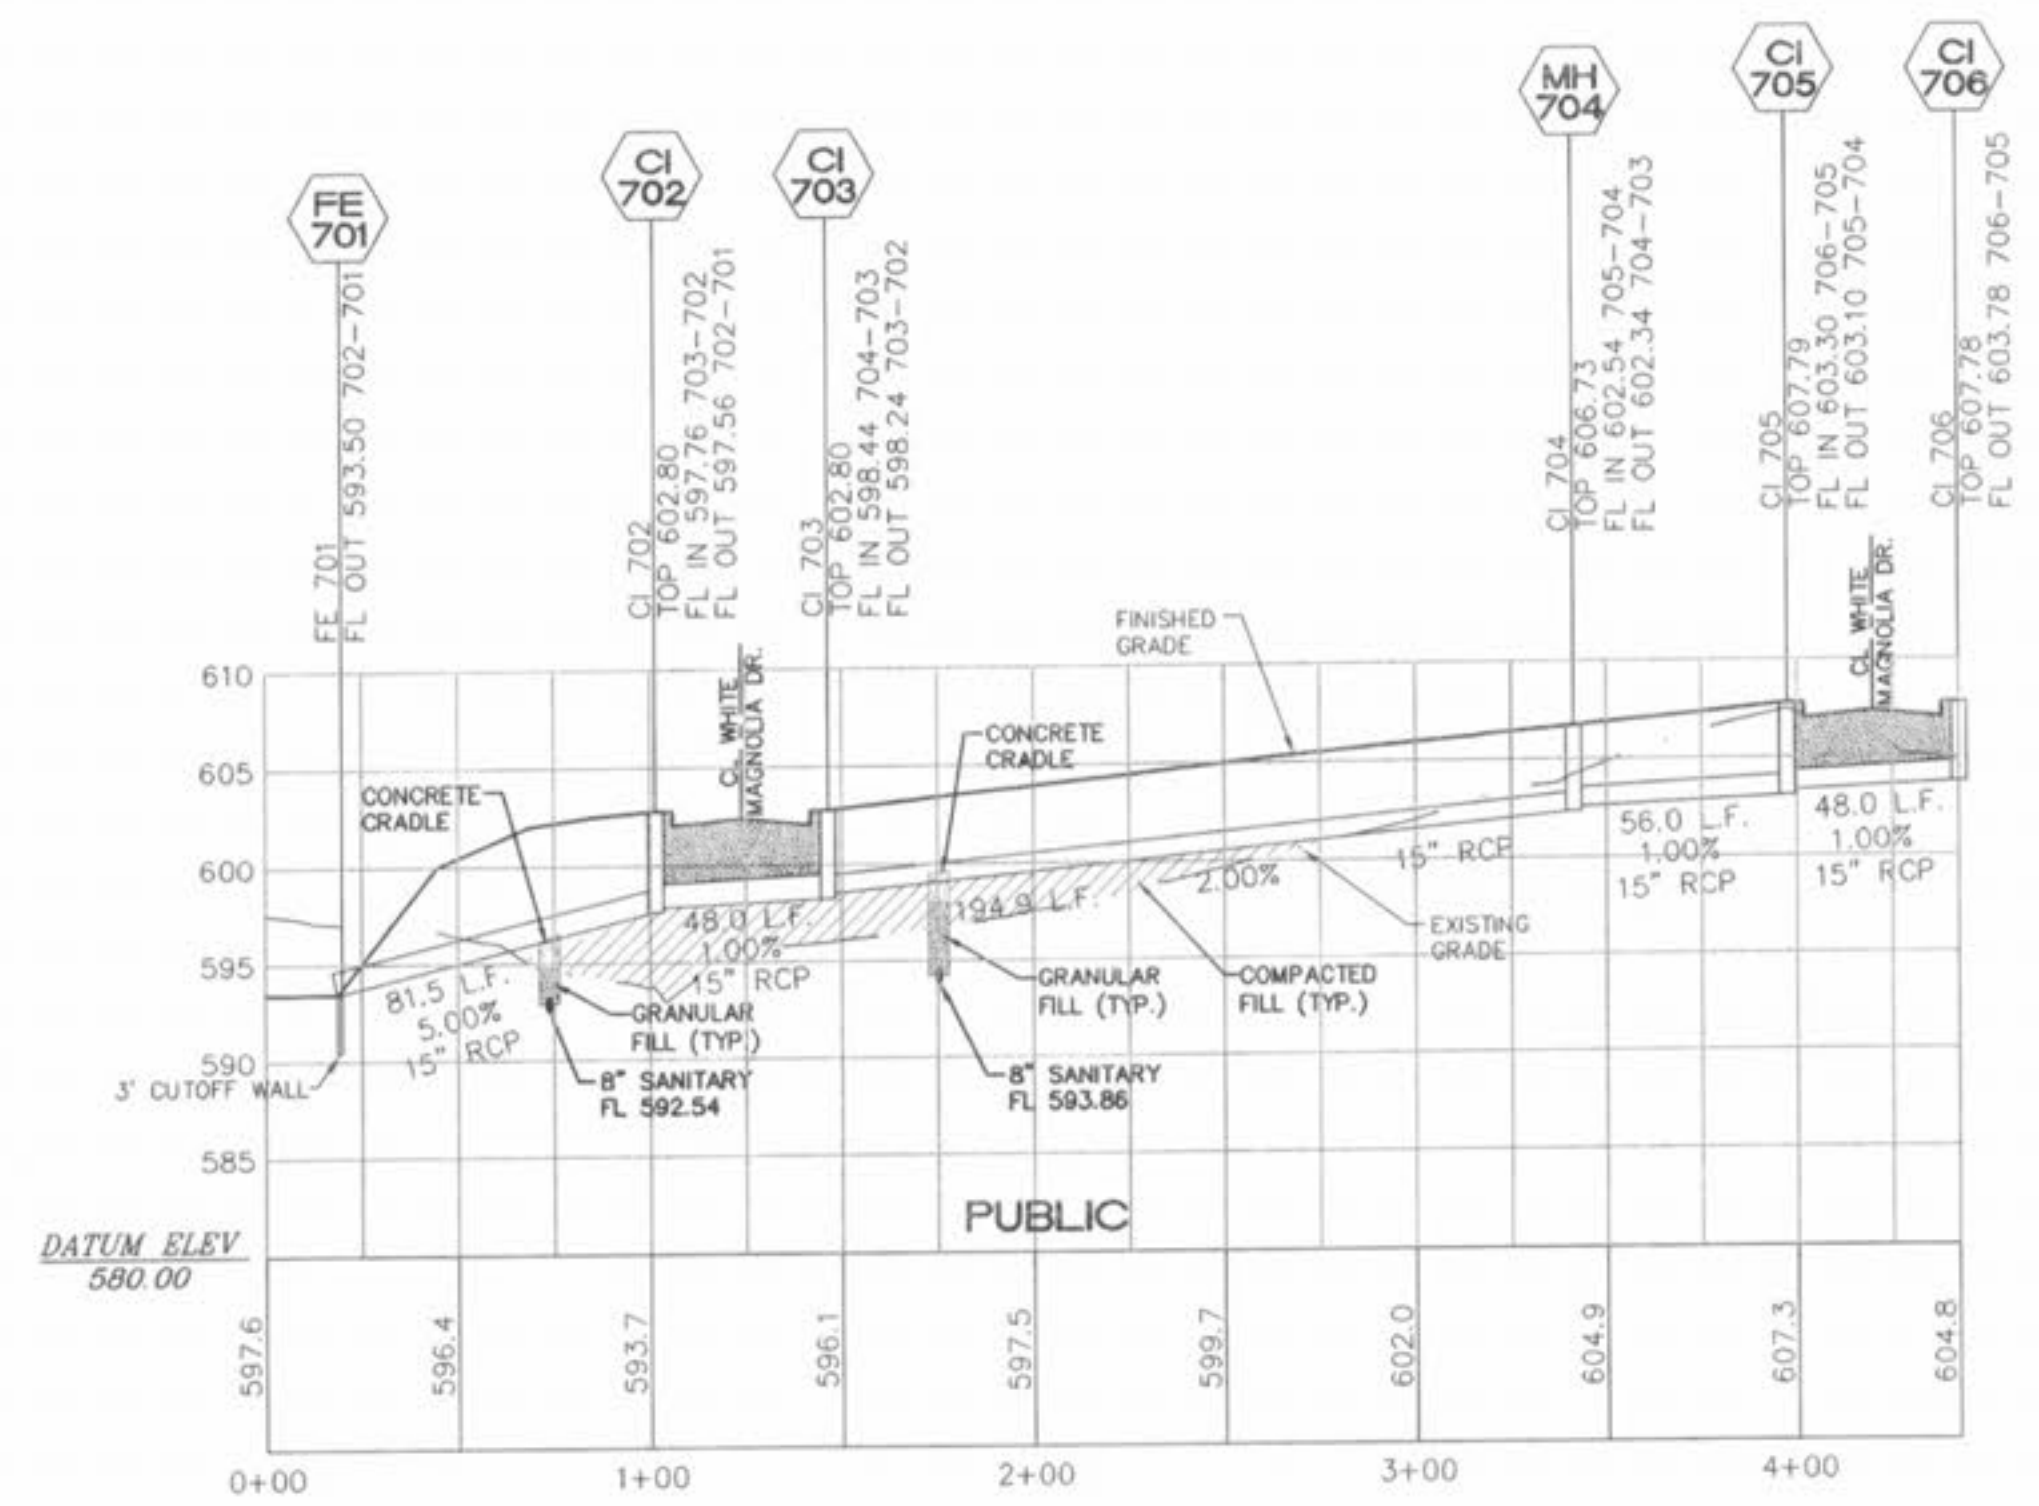 FE
701
CI
702
CI
703
MH
704
CI
705
CI
706
FE 701
FL OUT 593.50 702-701
CI 702
TOP 602.80
FL IN 597.76 703-702
FL OUT 597.56 702-701
CI 703
TOP 602.80
FL IN 598.44 704-703
FL OUT 598.24 703-702
CI 704
TOP 606.73
FL IN 602.54 705-704
FL OUT 602.34 704-703
CI 705
TOP 607.79
FL IN 603.30 706-705
FL OUT 603.10 705-704
CI 706
TOP 607.78
FL OUT 603.78 706-705
CL WHITE
MAGNOLIA DR.
CL WHITE
MAGNOLIA DR.
FINISHED
GRADE
610
605
600
595
590
585
CONCRETE
CRADLE
CONCRETE
CRADLE
81.5 L.F.
5.00%
15" RCP
48.0 L.F.
1.00%
15" RCP
194.9 L.F.
2.00%
15" RCP
56.0 L.F.
1.00%
15" RCP
48.0 L.F.
1.00%
15" RCP
EXISTING
GRADE
GRANULAR
FILL (TYP.)
GRANULAR
FILL (TYP.)
COMPACTED
FILL (TYP.)
3' CUTOFF WALL
8" SANITARY
FL 592.54
8" SANITARY
FL 593.86
PUBLIC
DATUM ELEV
580.00
597.6
596.4
593.7
596.1
597.5
599.7
602.0
604.9
607.3
604.8
0+00
1+00
2+00
3+00
4+00